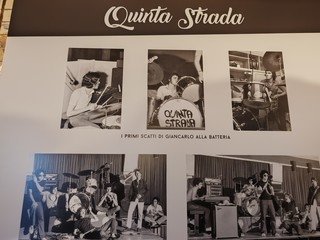 Quinta Strada
QUINTA
STRADA
I PRIMI SCATTI DI GIANCARLO ALLA BATTERIA